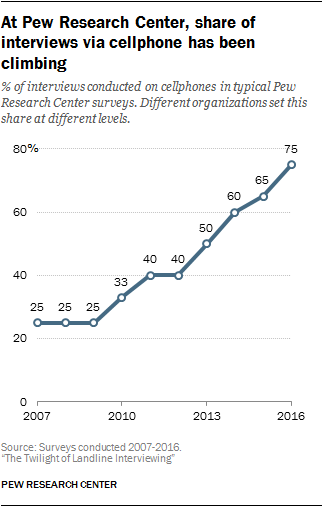 At Pew Research Center, share of
interviews via cellphone has been
climbing
% of interviews conducted on cellphones in typical Pew
Research Center surveys. Different organizations set this
share at different levels.
80%
60
40
20
0
25 25 25 33 40 40 50 60 65 75
2007 2010 2013 2016
Source: Surveys conducted 2007-2016.
"The Twilight of Landline Interviewing"
PEW RESEARCH CENTER